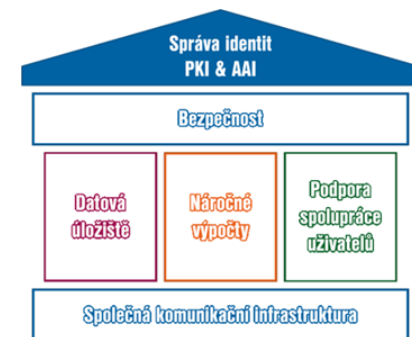 Správa identit
PKI & AAI
Bezpečnost
Datová
úložiště
Náročné
výpočty
Podpora
spolupráce
uživatelů
Společná komunikační infrastruktura